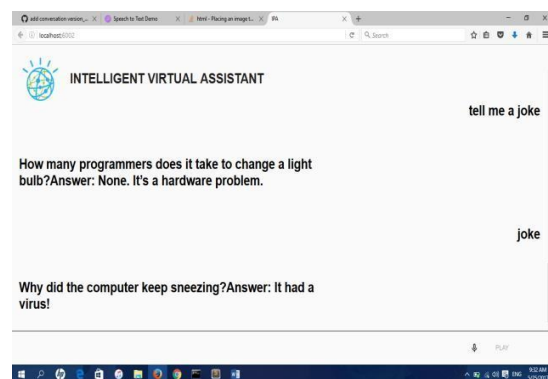 add conversation version_
Speech to Text Demo
html - Placing an image t...
IPA
localhost:6002
Search
INTELLIGENT VIRTUAL ASSISTANT
tell me a joke
How many programmers does it take to change a light
bulb?Answer: None. It's a hardware problem.
joke
Why did the computer keep sneezing?Answer: It had a
virus!
PLAY
ENG
9:32 AM